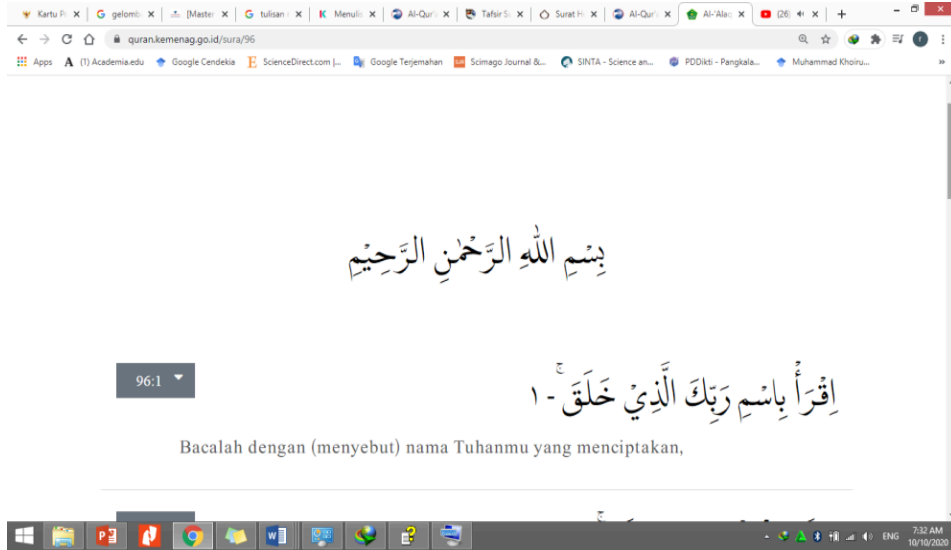 Kartu P
gelomb
[Master
tulisan
Menulis
Al-Qur'
Tafsir S
Surat H
Al-Qur'
Al-'Alaq
(26)
quran.kemenag.go.id/sura/96
Apps
(1) Academia.edu
Google Cendekia
ScienceDirect.com |...
Google Terjemahan
Scimago Journal &...
SINTA - Science an...
PDDikti - Pangkala...
Muhammad Khoiru...
»
بِسْمِ اللّٰهِ الرَّحْمٰنِ الرَّحِيْمِ
96:1
اِقْرَأْ بِاسْمِ رَبِّكَ الَّذِيْ خَلَقَۚ - ١
Bacalah dengan (menyebut) nama Tuhanmu yang menciptakan,
ENG
7:32 AM
10/10/2020